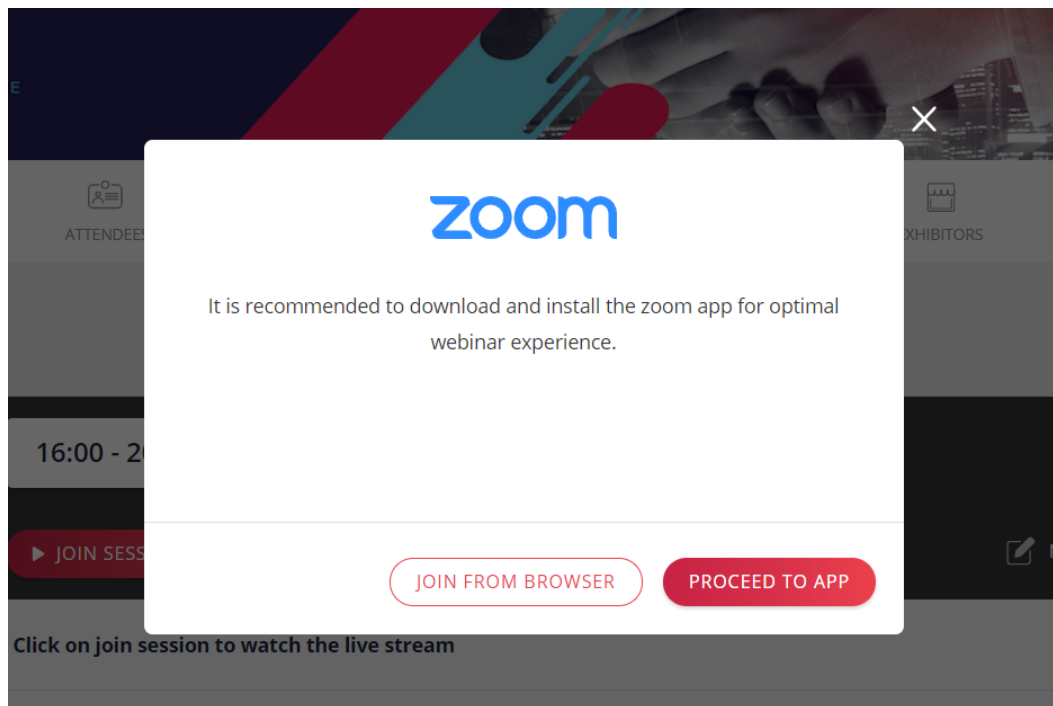 E
ATTENDEES
zoom
XHIBITORS
It is recommended to download and install the zoom app for optimal
webinar experience.
16:00 - 2
JOIN SESS
JOIN FROM BROWSER
PROCEED TO APP
Click on join session to watch the live stream